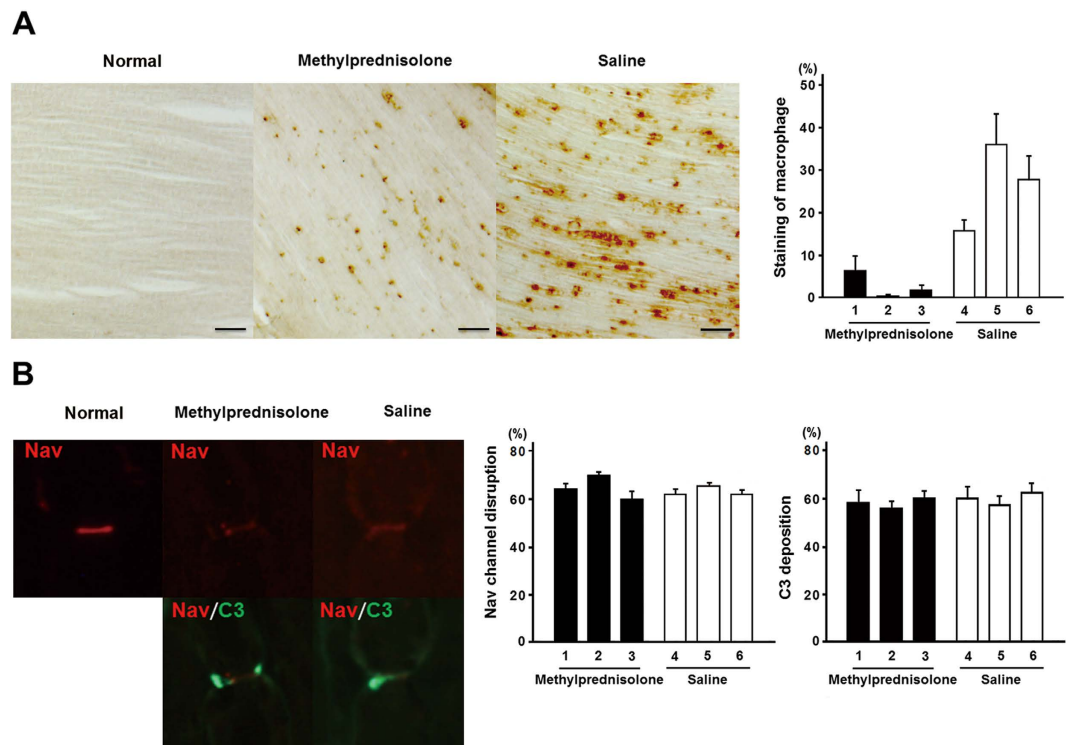 A
Normal Methylprednisolone Saline
(%)
Staining of macrophage
50
40
30
20
10
0
1 2 3 4 5 6
Methylprednisolone Saline
B
Normal Methylprednisolone Saline
Nav Nav Nav
Nav/C3 Nav/C3
(%)
Nav channel disruption
80
60
40
60
0
1 2 3 4 5 6
Methylprednisolone Saline
(%)
C3 deposition
80
60
40
60
0
1 2 3 4 5 6
Methylprednisolone Saline